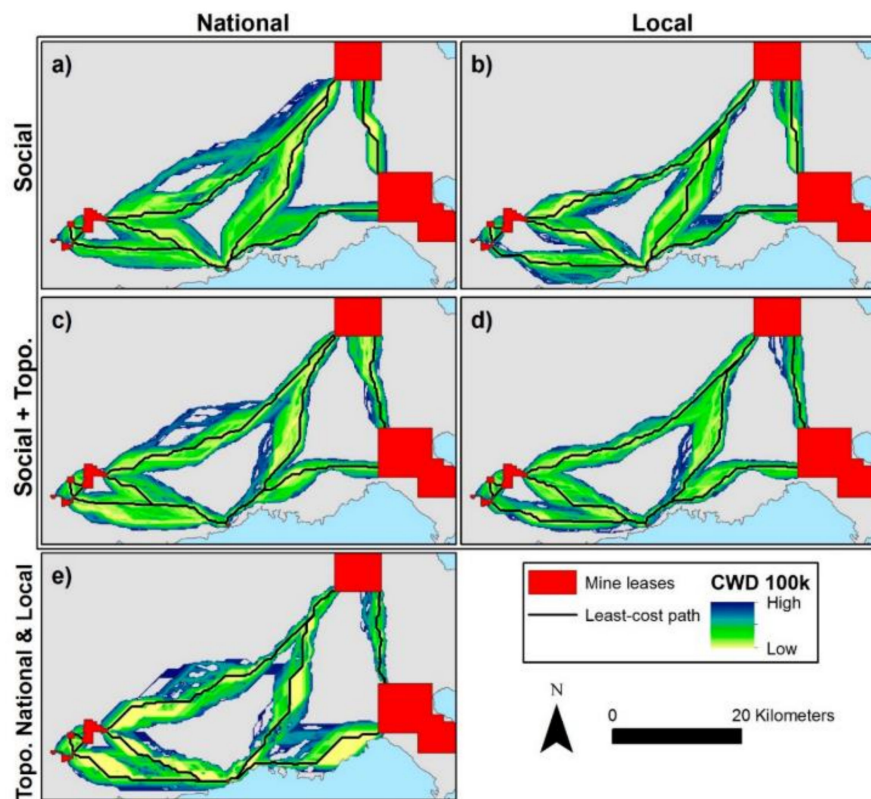 National
Local
Social
a)
b)
Social + Topo.
c)
d)
Topo. National & Local
e)
Mine leases
Least-cost path
CWD 100k
High
Low
N
0
20 Kilometers